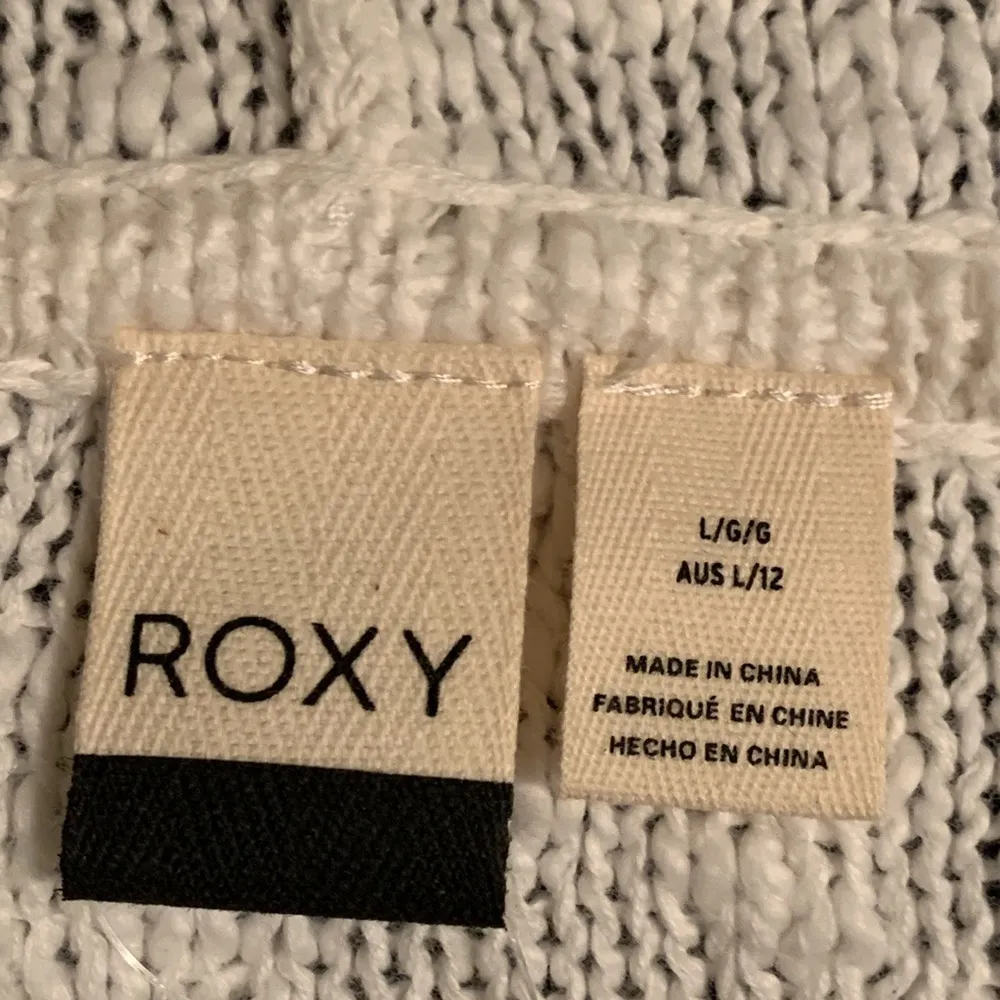 ROXY
L/G/G
AUS L/12
MADE IN CHINA
FABRIQUÉ EN CHINE
HECHO EN CHINA